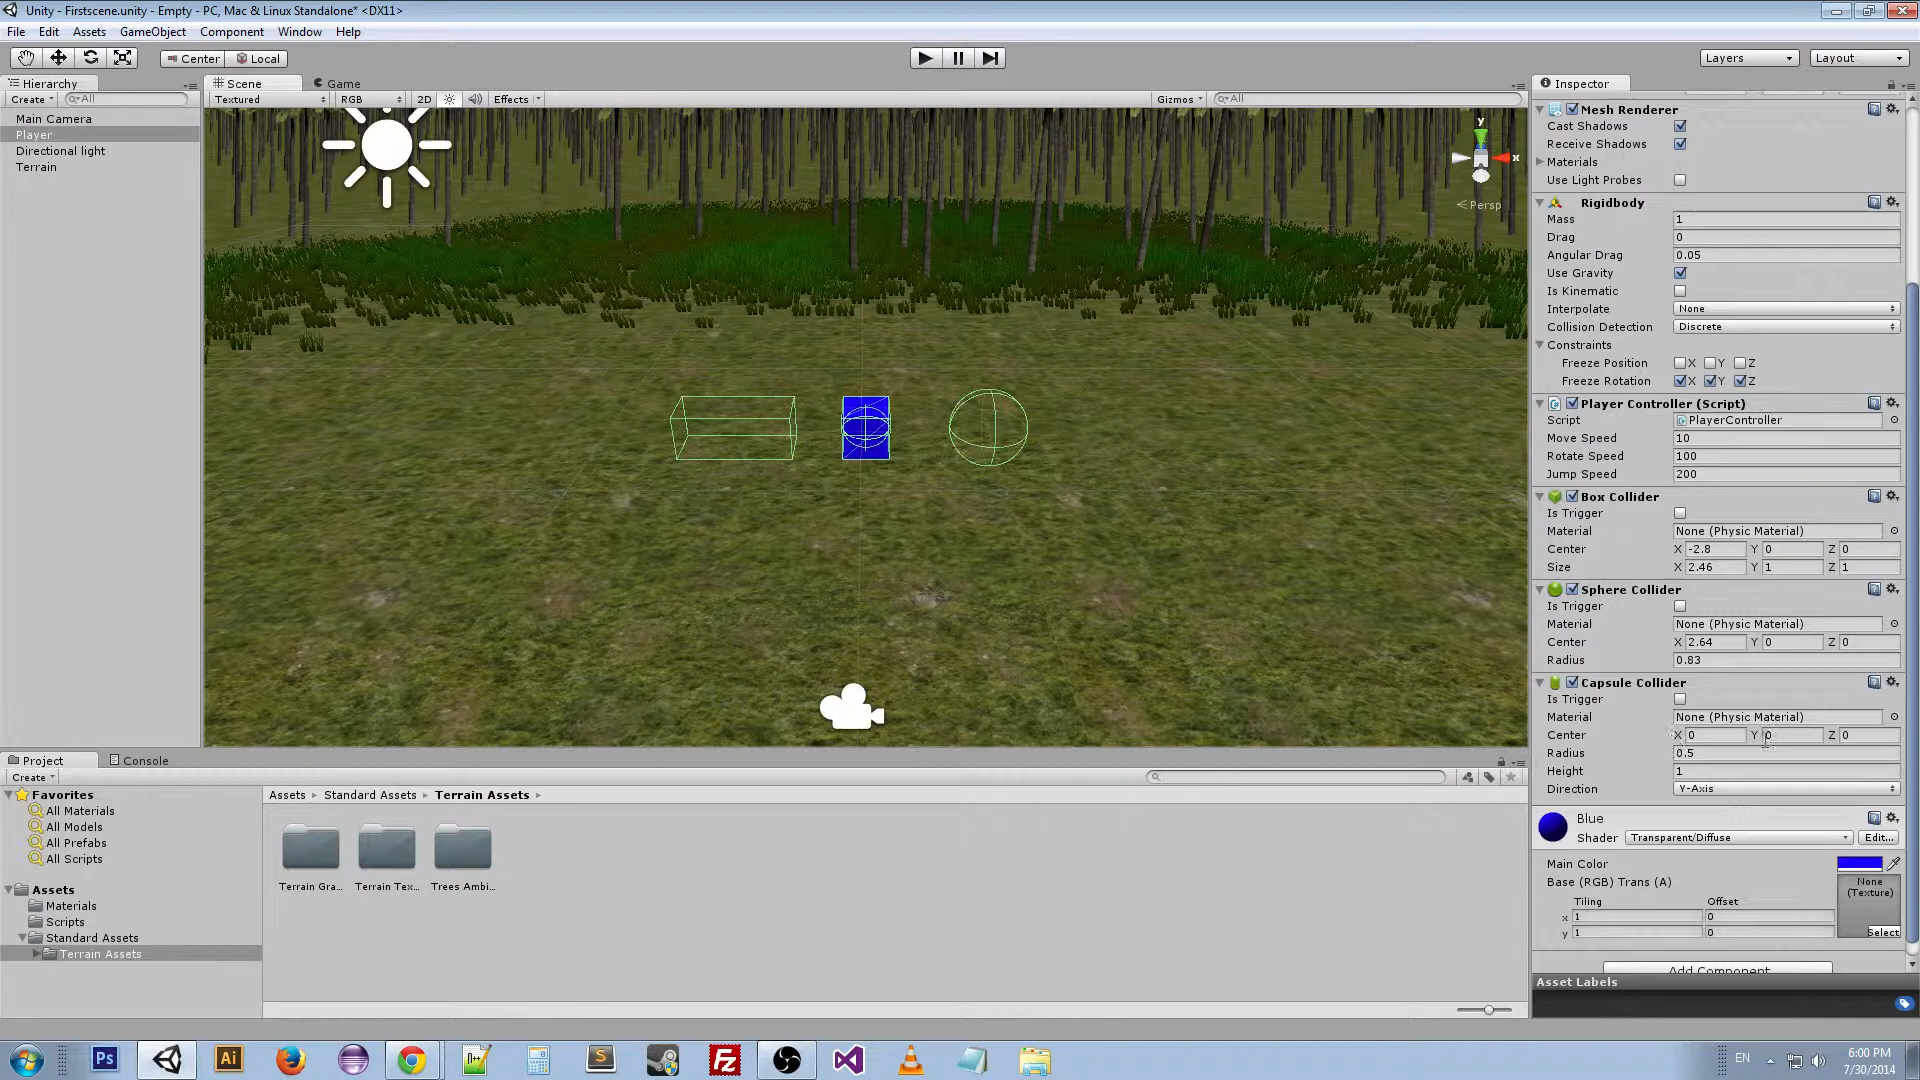 Unity - Firstscene.unity - Empty - PC, Mac & Linux Standalone* <DX11>
File Edit Assets GameObject Component Window Help
Center Local
Layers Layout
Hierarchy
Create All
Main Camera
Player
Directional light
Terrain
Scene Game
Textured RGB 2D Effects Gizmos All
y
x
Persp
Inspector
Mesh Renderer
Cast Shadows
Receive Shadows
Materials
Use Light Probes
Rigidbody
Mass 1
Drag 0
Angular Drag 0.05
Use Gravity
Is Kinematic
Interpolate None
Collision Detection Discrete
Constraints
Freeze Position X Y Z
Freeze Rotation X Y Z
Player Controller (Script)
Script PlayerController
Move Speed 10
Rotate Speed 100
Jump Speed 200
Box Collider
Is Trigger
Material None (Physic Material)
Center X -2.8 Y 0 Z 0
Size X 2.46 Y 1 Z 1
Sphere Collider
Is Trigger
Material None (Physic Material)
Center X 2.64 Y 0 Z 0
Radius 0.83
Capsule Collider
Is Trigger
Material None (Physic Material)
Center X 0 Y 0 Z 0
Radius 0.5
Height 1
Direction Y-Axis
Blue
Shader Transparent/Diffuse Edit...
Main Color
Base (RGB) Trans (A)
None
(Texture)
Tiling Offset
x 1 0
y 1 0
Select
Add Component
Asset Labels
Project Console
Create
Favorites
All Materials
All Models
All Prefabs
All Scripts
Assets
Materials
Scripts
Standard Assets
Terrain Assets
Assets Standard Assets Terrain Assets
Terrain Gra... Terrain Tex... Trees Ambi...
Ps Ai Fz S
EN
6:00 PM
7/30/2014